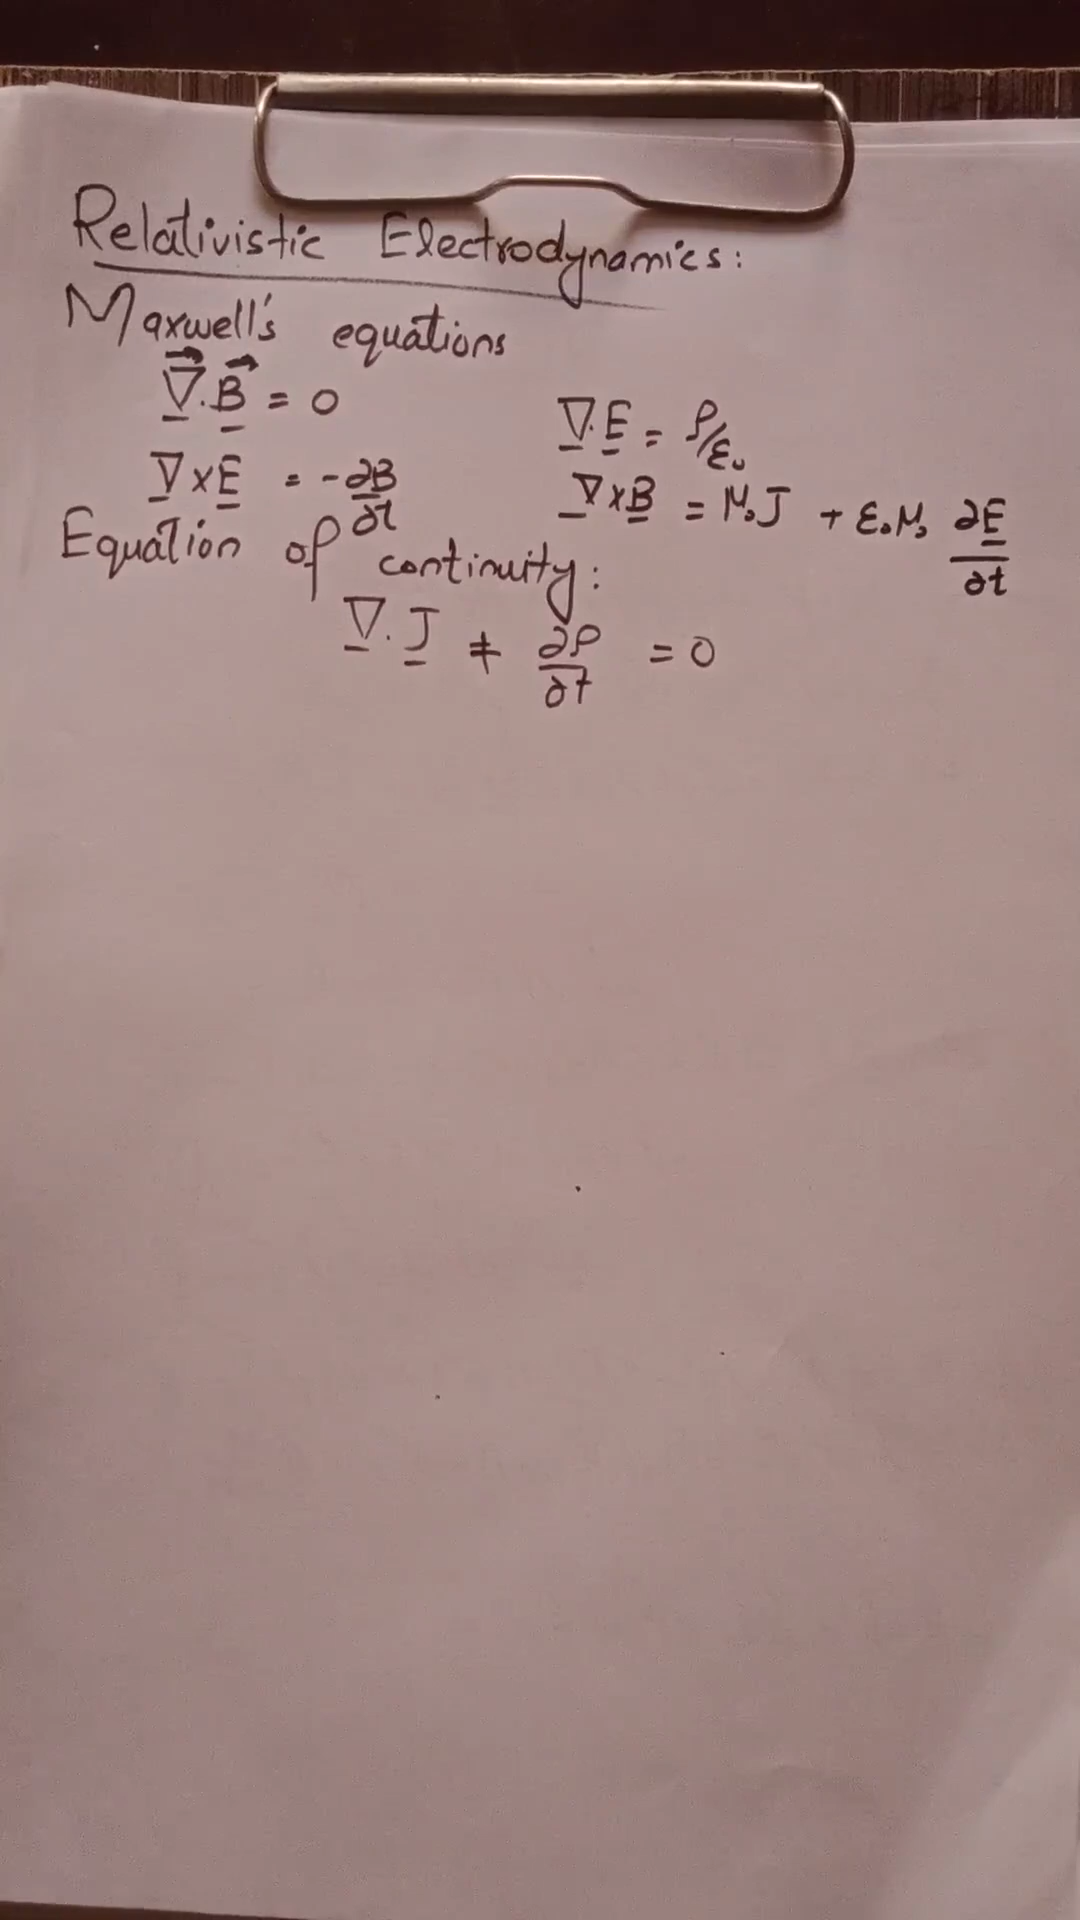 Relativistic Electrodynamics:
Maxwell's equations
∇⃗.B⃗ = 0    ∇.E = ρ/ε₀
∇×E = -∂B/∂t    ∇×B = μ₀J + ε₀μ₀ ∂E/∂t
Equation of continuity:
∇.J + ∂ρ/∂t = 0